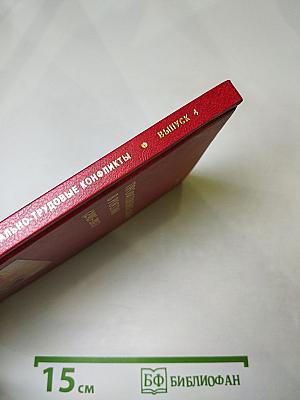 АЛЬНО-ТРУДОВЫЕ КОНФЛИКТЫ • ВЫПУСК 4
15 см
БФ БИБЛИОФАН